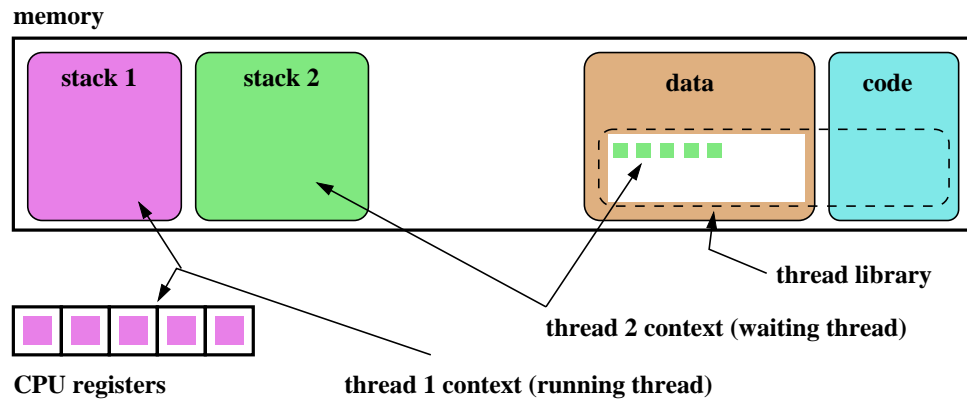 memory
stack 1
stack 2
data
code
thread library
thread 2 context (waiting thread)
CPU registers
thread 1 context (running thread)